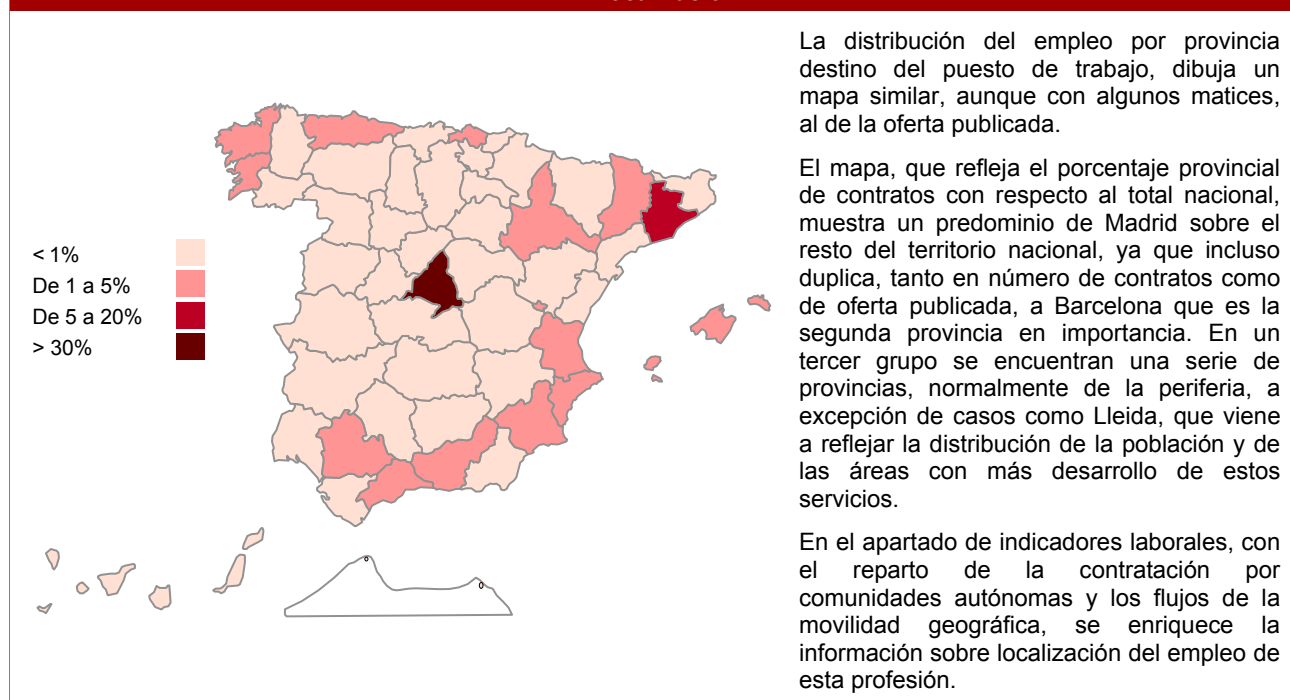 < 1%
De 1 a 5%
De 5 a 20%
> 30%
La distribución del empleo por provincia
destino del puesto de trabajo, dibuja un
mapa similar, aunque con algunos matices,
al de la oferta publicada.
El mapa, que refleja el porcentaje provincial
de contratos con respecto al total nacional,
muestra un predominio de Madrid sobre el
resto del territorio nacional, ya que incluso
duplica, tanto en número de contratos como
de oferta publicada, a Barcelona que es la
segunda provincia en importancia. En un
tercer grupo se encuentran una serie de
provincias, normalmente de la periferia, a
excepción de casos como Lleida, que viene
a reflejar la distribución de la población y de
las áreas con más desarrollo de estos
servicios.
En el apartado de indicadores laborales, con
el reparto de la contratación por
comunidades autónomas y los flujos de la
movilidad geográfica, se enriquece la
información sobre localización del empleo de
esta profesión.